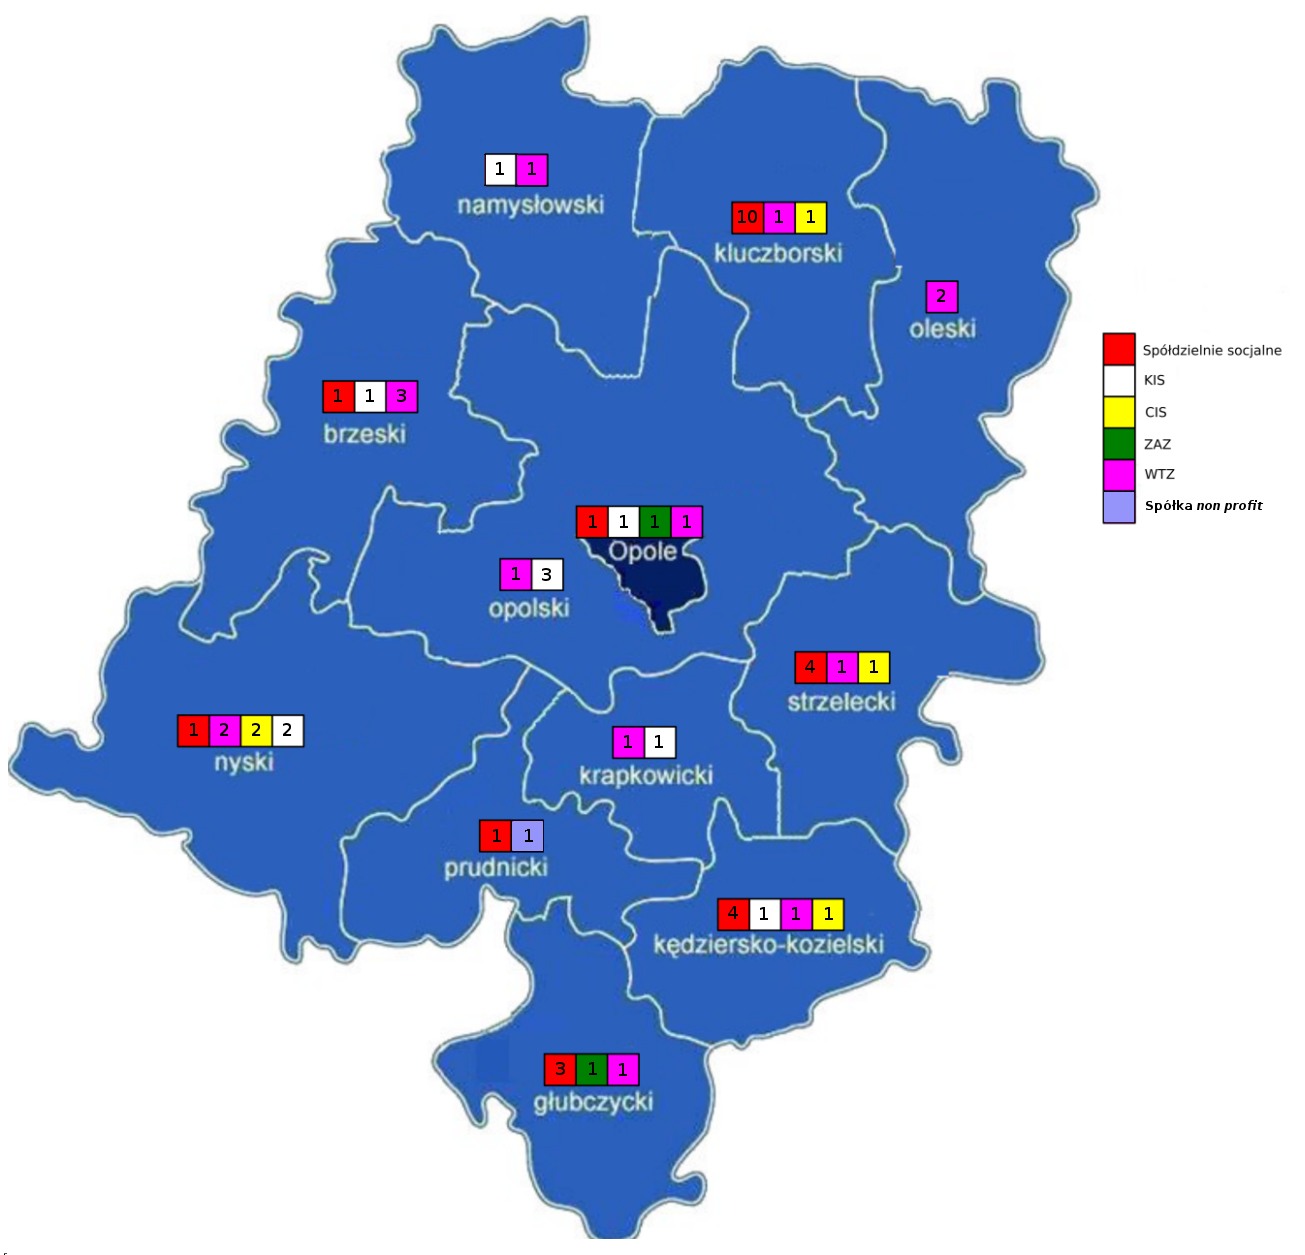 1 1
namysłowski
10 1 1
kluczborski
2
oleski
Spółdzielnie socjalne
KIS
CIS
ZAZ
WTZ
Spółka non profit
1 1 3
brzeski
1 1 1 1
Opole
1 3
opolski
4 1 1
strzelecki
1 2 2 2
nyski
1 1
krapkowicki
1 1
prudnicki
4 1 1 1
kędziersko-kozielski
3 1 1
głubczycki